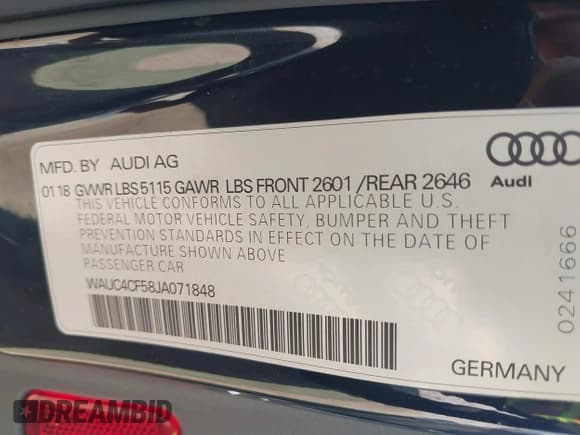 MFD. BY AUDI AG
01 18 GVWR LBS 5115 GAWR LBS FRONT 2601 /REAR 2646
THIS VEHICLE CONFORMS TO ALL APPLICABLE U.S.
FEDERAL MOTOR VEHICLE SAFETY, BUMPER AND THEFT
PREVENTION STANDARDS IN EFFECT ON THE DATE OF
MANUFACTURE SHOWN ABOVE
PASSENGER CAR
WAUC4CF58JA071848
Audi
0241666
GERMANY
DREAMBID